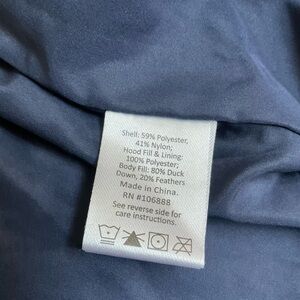 Shell: 59% Polyester,
41% Nylon;
Hood Fill & Lining:
100% Polyester;
Body Fill: 80% Duck
Down, 20% Feathers
Made in China.
RN #106888
See reverse side for
care instructions.